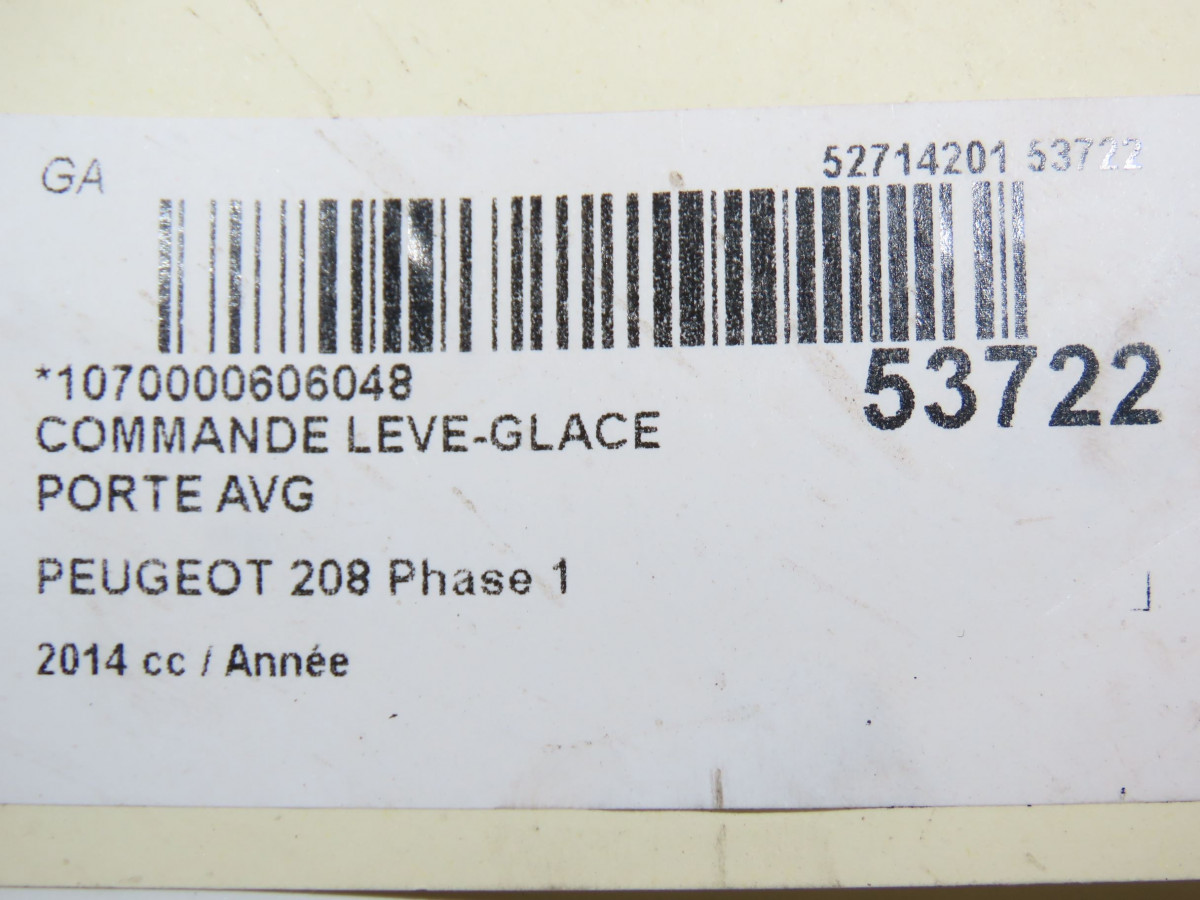 GA
52714201 53722
*1070000606048
53722
COMMANDE LEVE-GLACE
PORTE AVG
PEUGEOT 208 Phase 1
2014 cc / Année